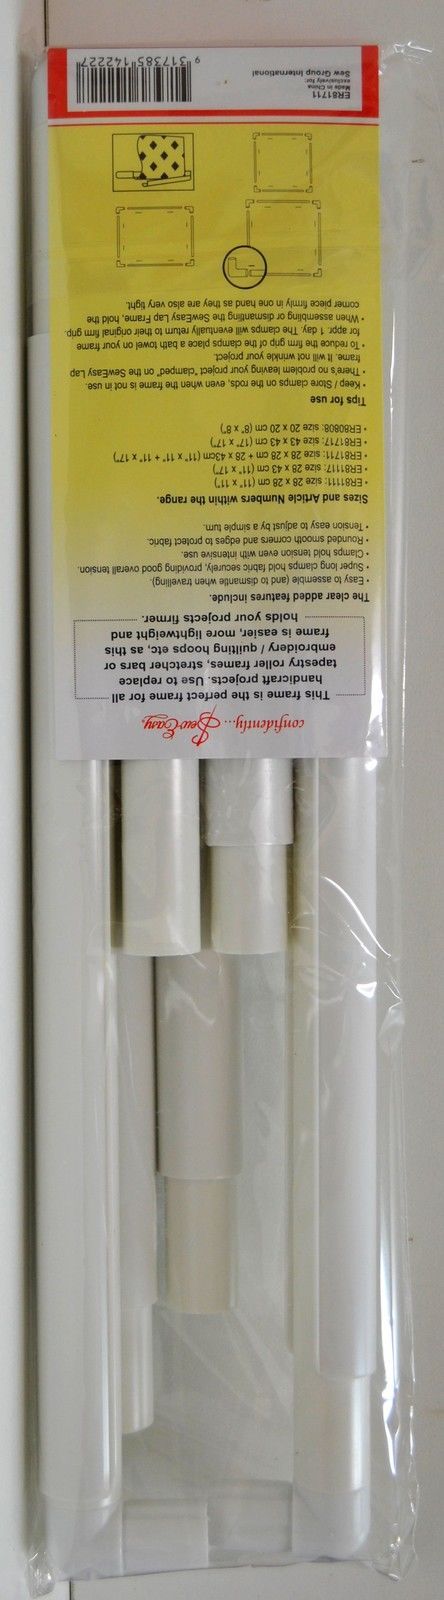 confidently... Sew Easy
This frame is the perfect frame for all
handicraft projects. Use to replace
tapestry roller frames, stretcher bars or
embroidery / quilting hoops etc, as this
frame is easier, more lightweight and
holds your projects firmer.
The clear added features include.
• Easy to assemble (and to dismantle when travelling).
• Super long clamps hold fabric securely, providing good overall tension.
• Clamps hold tension even with intensive use.
• Rounded smooth corners and edges to protect fabric.
• Tension easy to adjust by a simple turn.
Sizes and Article Numbers within the range.
• ER81111: size 28 x 28 cm (11" x 11")
• ER81117: size 28 x 43 cm (11" x 17")
• ER81711: size 28 x 28 cm + 28 x 43cm (11" x 11" + 11" x 17")
• ER81717: size 43 x 43 cm (17" x 17")
• ER80808: size 20 x 20 cm (8" x 8")
Tips for use
• Keep / Store clamps on the rods, even when the frame is not in use.
• There's no problem leaving your project "clamped" on the SewEasy Lap
frame. It will not wrinkle your project.
• To reduce the firm grip of the clamps place a bath towel on your frame
for appr. 1 day. The clamps will eventually return to their original firm grip.
• When assembling or dismantling the SewEasy Lap Frame, hold the
corner piece firmly in one hand as they are also very tight.
ER81711
Made in China
exclusively for:
Sew Group International
9 317385 142227